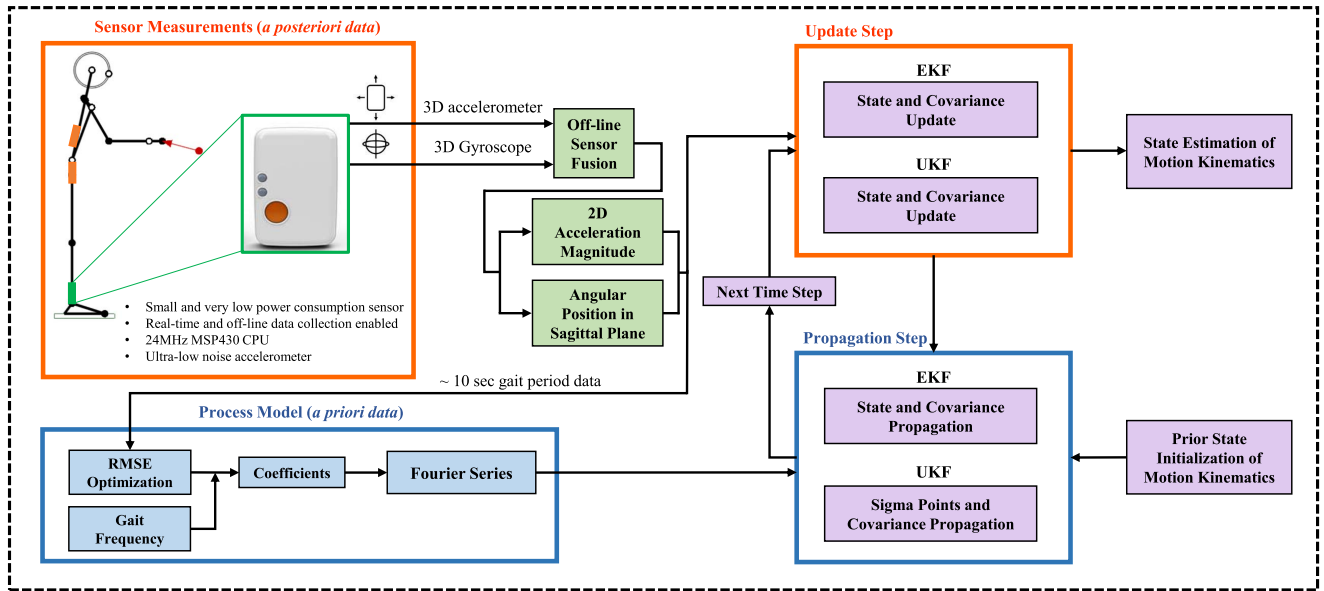 Sensor Measurements (a posteriori data)
3D accelerometer
3D Gyroscope
• Small and very low power consumption sensor
• Real-time and off-line data collection enabled
• 24MHz MSP430 CPU
• Ultra-low noise accelerometer
Off-line
Sensor
Fusion
2D
Acceleration
Magnitude
Angular
Position in
Sagittal Plane
~ 10 sec gait period data
Process Model (a priori data)
RMSE
Optimization
Gait
Frequency
Coefficients
Fourier Series
Update Step
EKF
State and Covariance
Update
UKF
State and Covariance
Update
State Estimation of
Motion Kinematics
Next Time Step
Propagation Step
EKF
State and Covariance
Propagation
UKF
Sigma Points and
Covariance Propagation
Prior State
Initialization of
Motion Kinematics